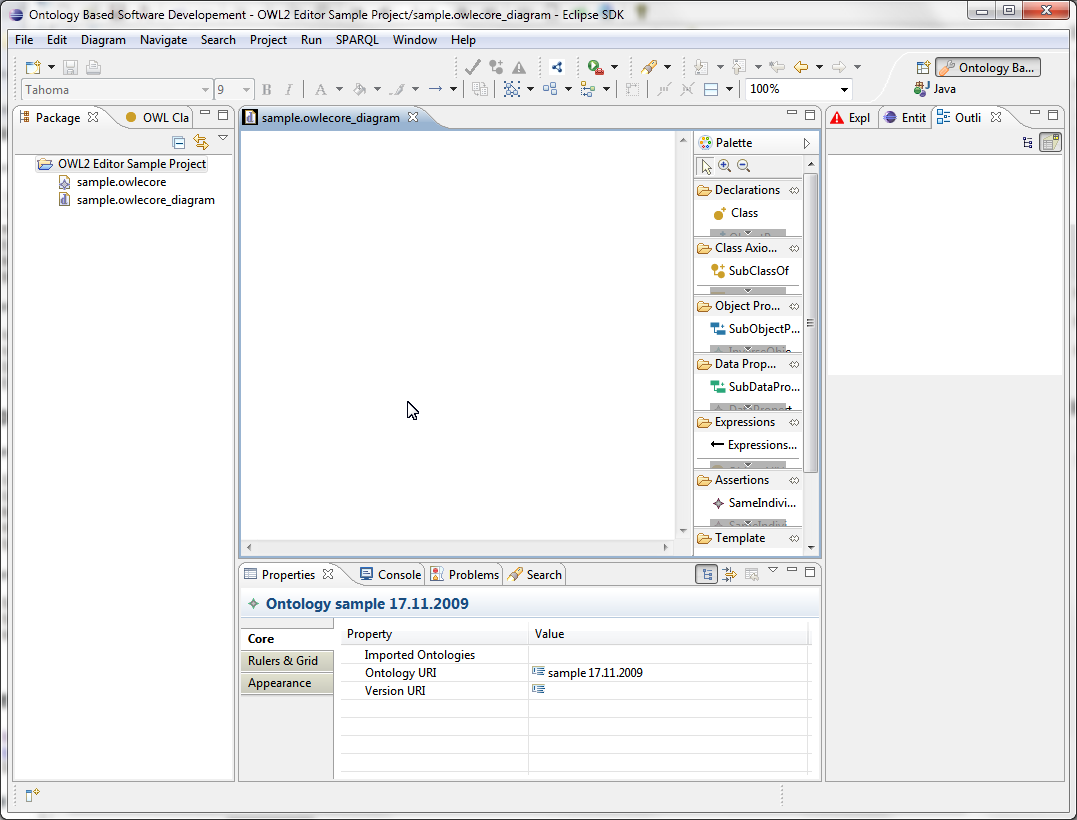 Ontology Based Software Developement - OWL2 Editor Sample Project/sample.owlecore_diagram - Eclipse SDK
File Edit Diagram Navigate Search Project Run SPARQL Window Help
Ontology Ba...
Tahoma 9 B I A 100% Java
Package OWL Cla
OWL2 Editor Sample Project
sample.owlecore
sample.owlecore_diagram
sample.owlecore_diagram
Palette
Declarations
Class
Class Axio...
SubClassOf
Object Pro...
SubObjectP...
Data Prop...
SubDataPro...
Expressions
Expressions...
Assertions
SameIndivi...
Template
Expl Entit Outli
Properties Console Problems Search
Ontology sample 17.11.2009
Core
Rulers & Grid
Appearance
Property Value
Imported Ontologies
Ontology URI sample 17.11.2009
Version URI